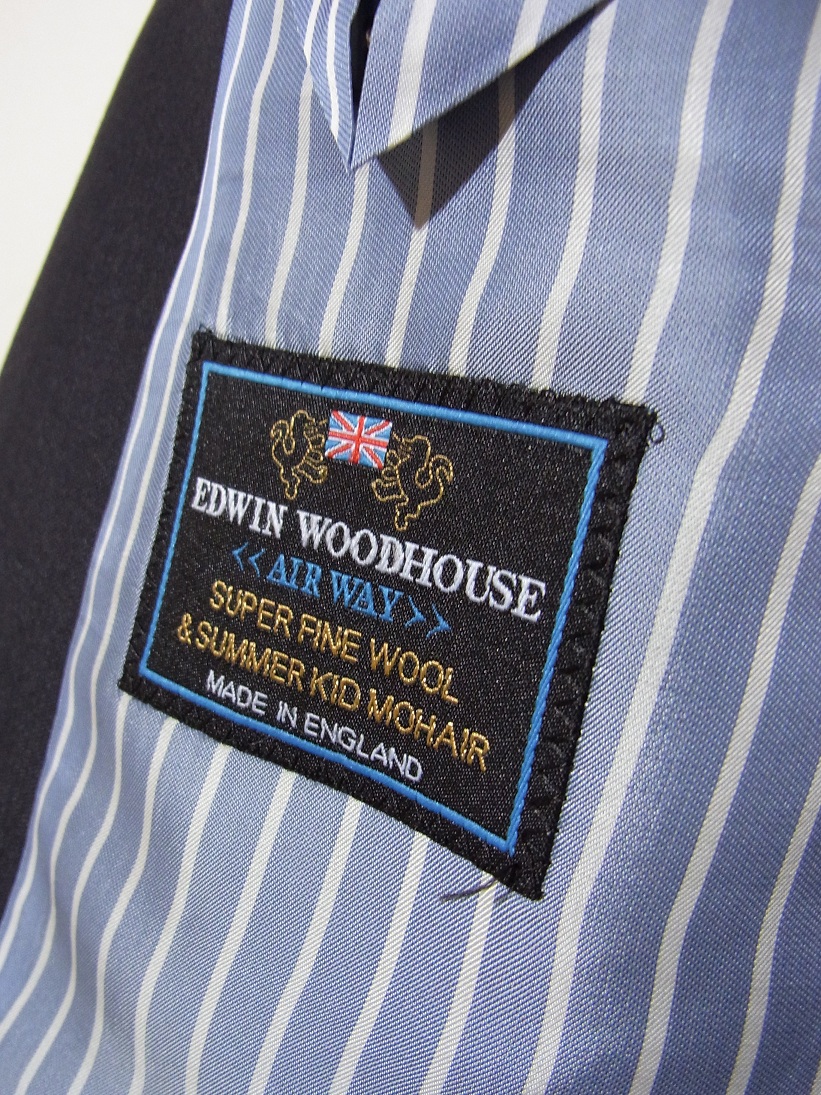 EDWIN WOODHOUSE
<<AIR WAY>>
SUPER FINE WOOL
& SUMMER KID MOHAIR
MADE IN ENGLAND